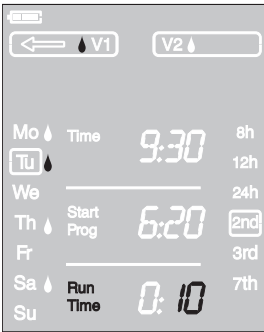 V1 V2
Mo Time 9:30 8h
Tu 12h
We 24h
Th Start Prog 6:20 2nd
Fr 3rd
Sa Run Time 0:10 7th
Su